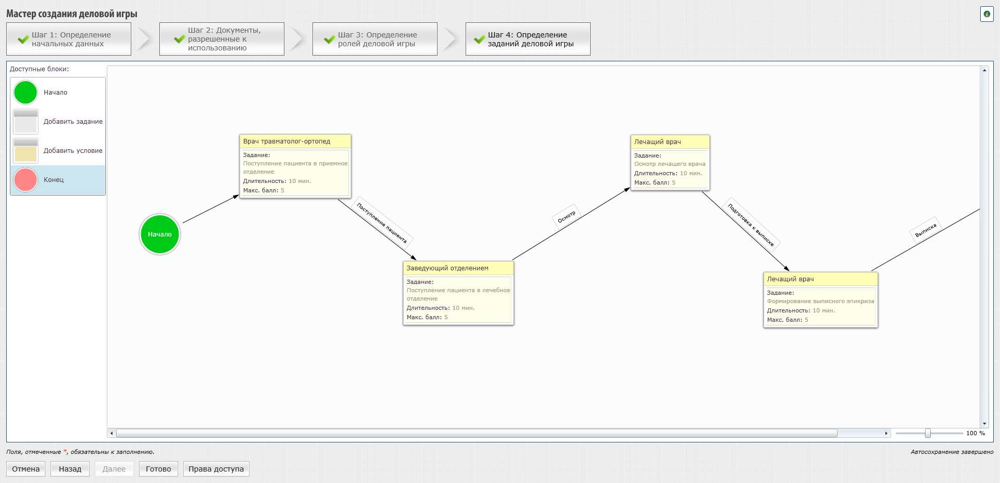 Мастер создания деловой игры
Шаг 1: Определение
начальных данных
Шаг 2: Документы,
разрешенные к
использованию
Шаг 3: Определение
ролей деловой игры
Шаг 4: Определение
заданий деловой игры
Доступные блоки:
Начало
Добавить задание
Добавить условие
Конец
Начало
Врач травматолог-ортопед
Задание:
Поступление пациента в приемное
отделение
Длительность: 10 мин.
Макс. балл: 5
Поступление пациента
Заведующий отделением
Задание:
Поступление пациента в лечебное
отделение
Длительность: 10 мин.
Макс. балл: 5
Осмотр
Лечащий врач
Задание:
Осмотр лечащего врача
Длительность: 10 мин.
Макс. балл: 5
Подготовка к выписке
Лечащий врач
Задание:
Формирование выписного эпикриза
Длительность: 10 мин.
Макс. балл: 5
Выписка
100 %
Поля, отмеченные *, обязательны к заполнению.
Автосохранение завершено
Отмена
Назад
Далее
Готово
Права доступа